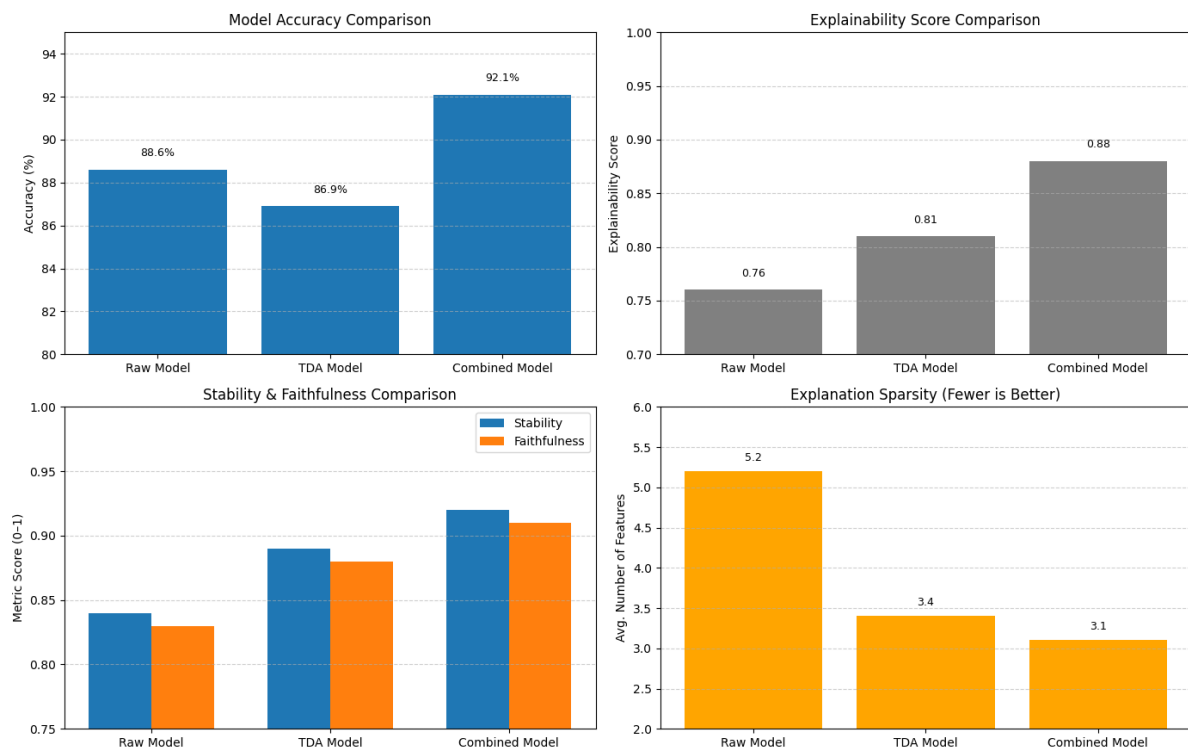 Model Accuracy Comparison
Accuracy (%)
94
92
90
88
86
84
82
80
88.6%
86.9%
92.1%
Raw Model TDA Model Combined Model
Explainability Score Comparison
Explainability Score
1.00
0.95
0.90
0.85
0.80
0.75
0.70
0.76
0.81
0.88
Raw Model TDA Model Combined Model
Stability & Faithfulness Comparison
Metric Score (0–1)
1.00
0.95
0.90
0.85
0.80
0.75
Stability
Faithfulness
Raw Model TDA Model Combined Model
Explanation Sparsity (Fewer is Better)
Avg. Number of Features
6.0
5.5
5.0
4.5
4.0
3.5
3.0
2.5
2.0
5.2
3.4
3.1
Raw Model TDA Model Combined Model